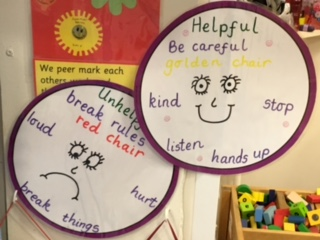 We peer mark each
others
Helpful
Be careful
golden chair
kind
stop
listen
hands up
Unhelp
break rules
red chair
loud
hurt
break
things